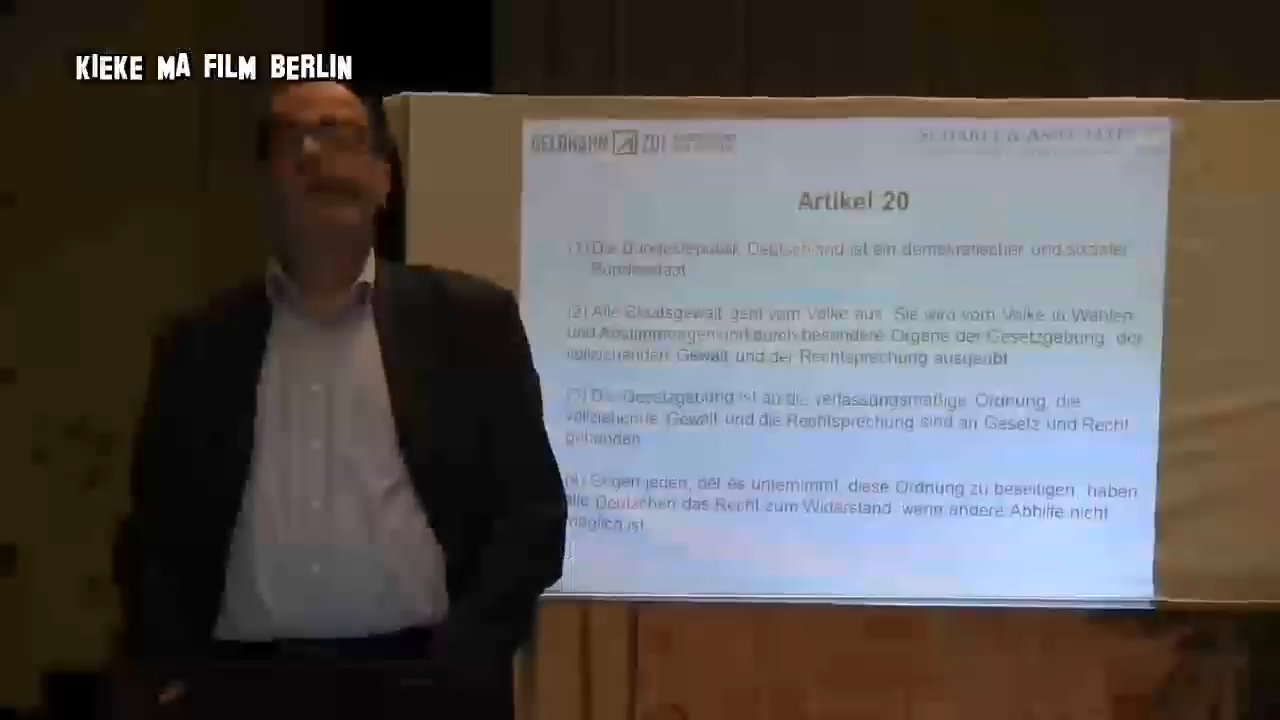 KIEKE MA FILM BERLIN
GELDHAHN ZU!
Artikel 20
(1) Die Bundesrepublik Deutschland ist ein demokratischer und sozialer
Bundesstaat
(2) Alle Staatsgewalt geht vom Volke aus. Sie wird vom Volke in Wahlen
und Abstimmungen und durch besondere Organe der Gesetzgebung, der
vollziehenden Gewalt und der Rechtsprechung ausgeübt
(3) Die Gesetzgebung ist an die verfassungsmäßige Ordnung, die
vollziehende Gewalt und die Rechtsprechung sind an Gesetz und Recht
gebunden
(4) Gegen jeden, der es unternimmt, diese Ordnung zu beseitigen, haben
alle Deutschen das Recht zum Widerstand, wenn andere Abhilfe nicht
möglich ist.